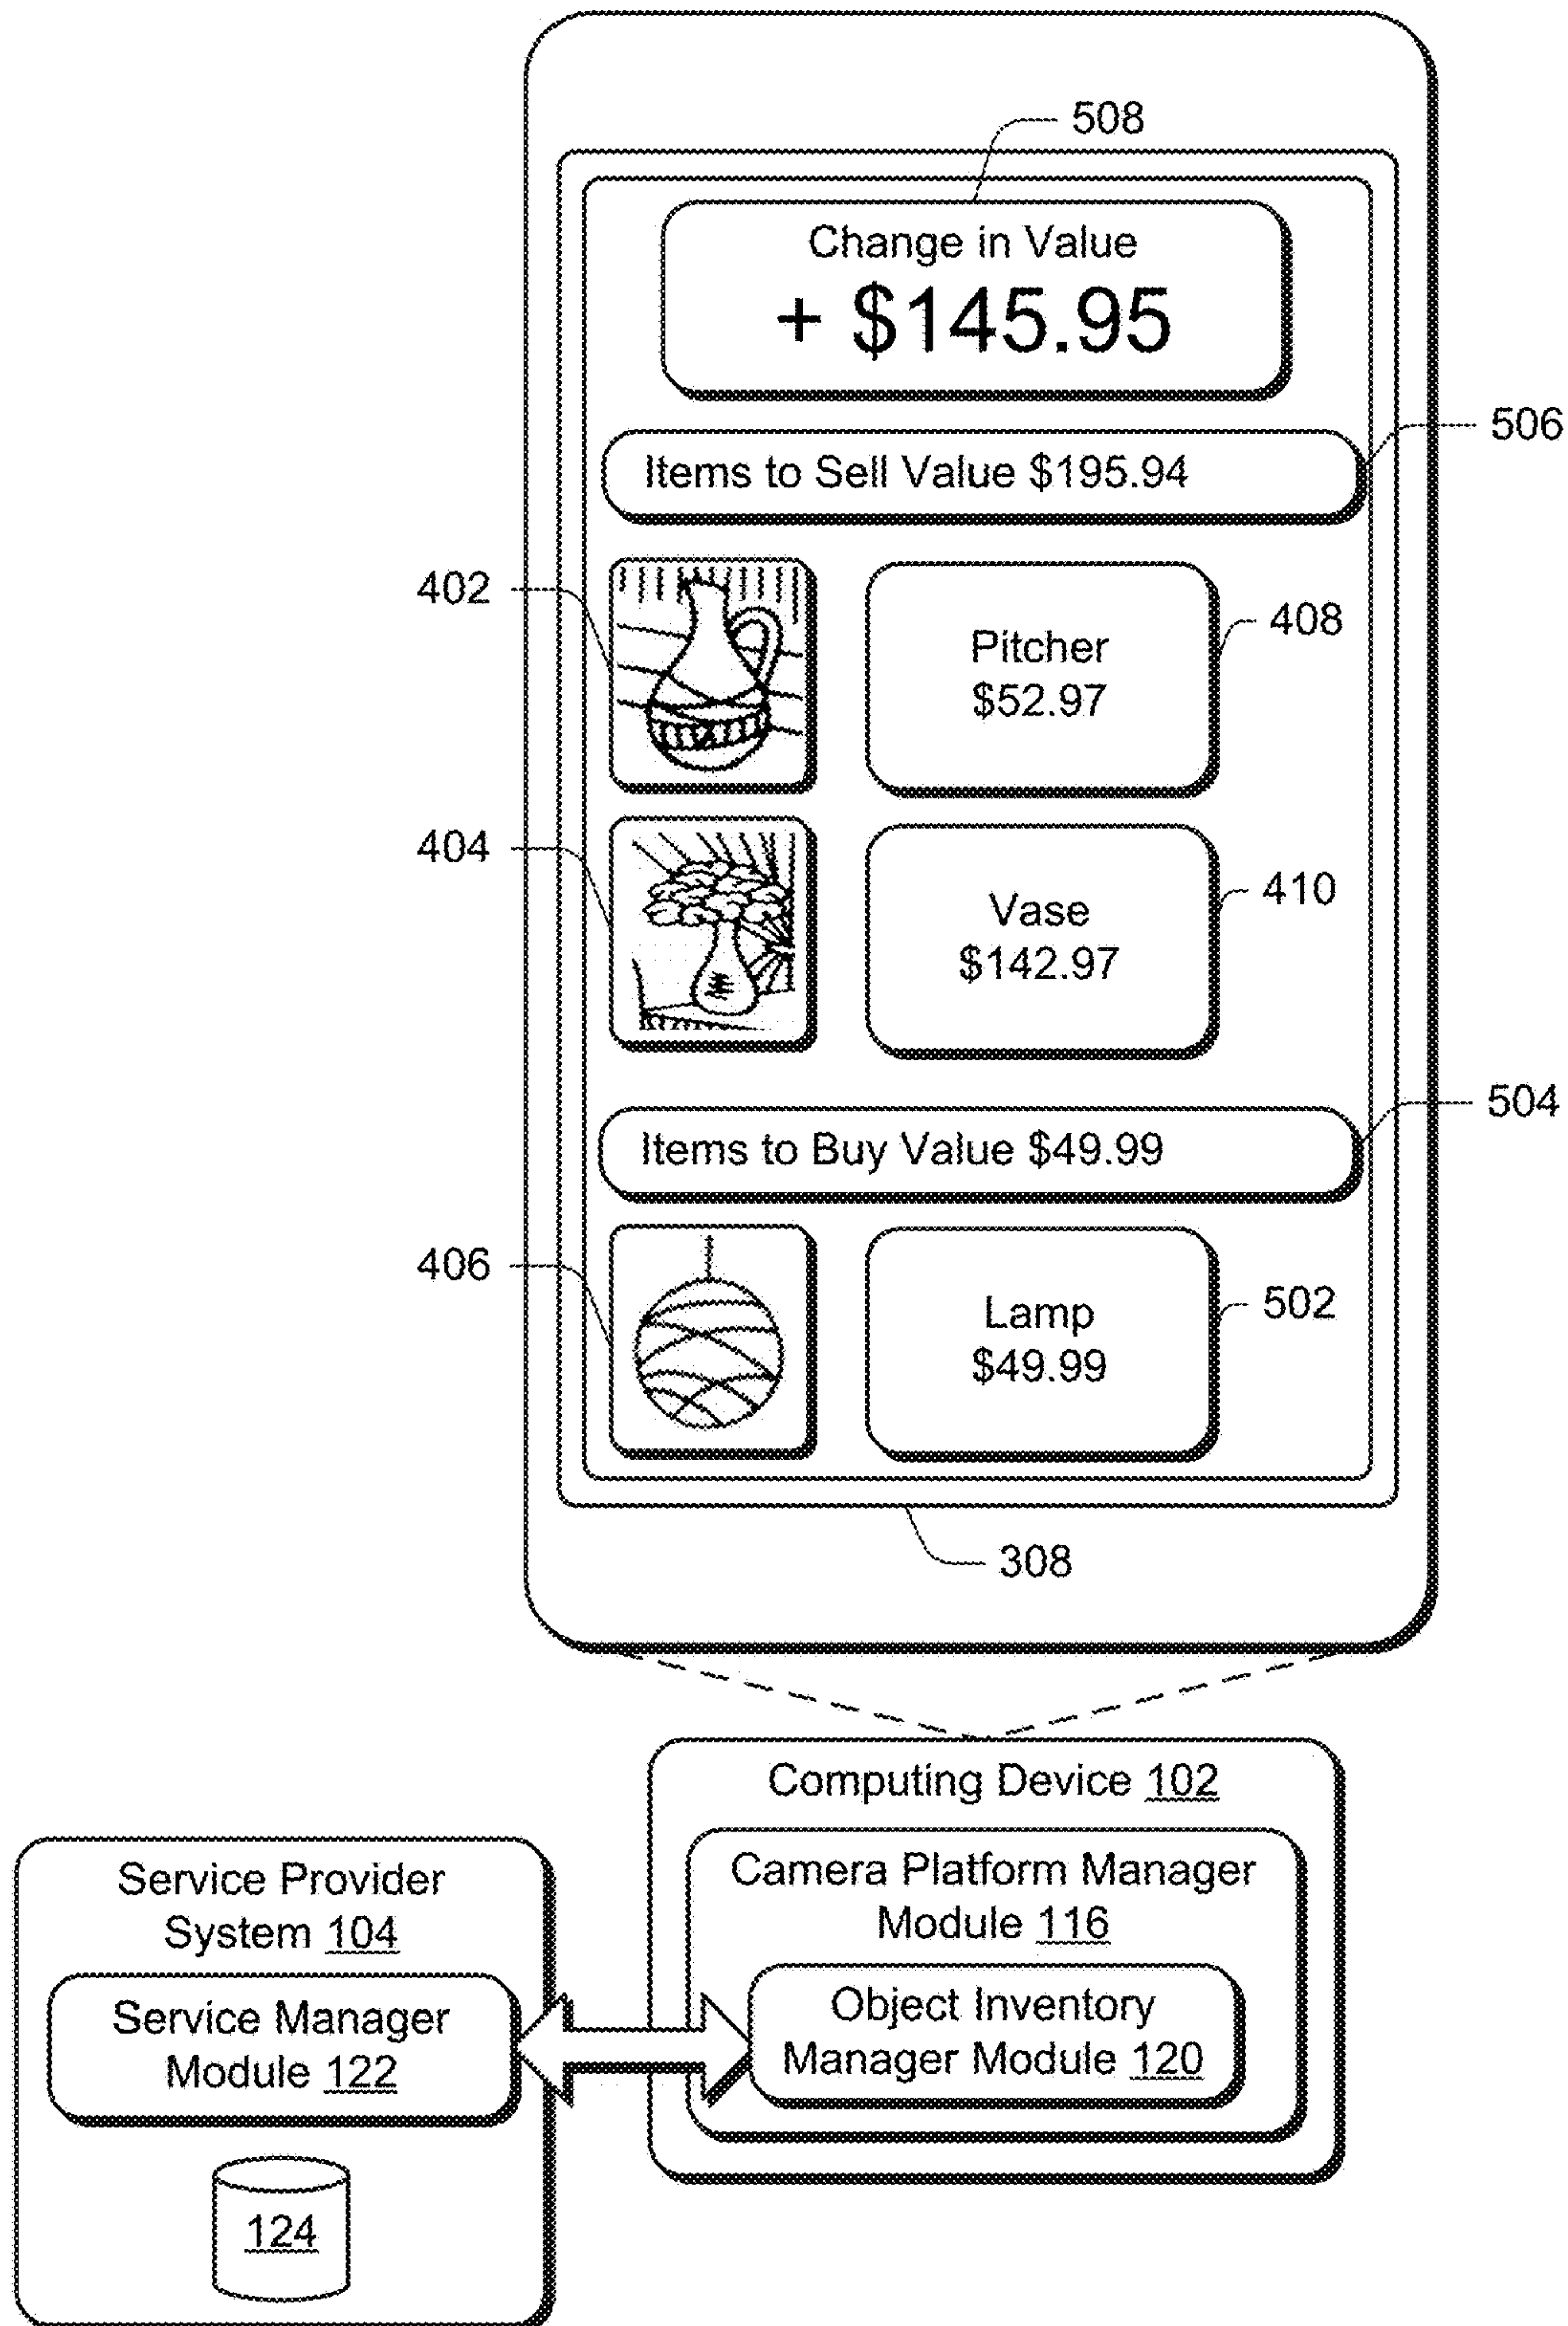 508
Change in Value
+ $145.95
506
Items to Sell Value $195.94
402
Pitcher
$52.97
408
404
Vase
$142.97
410
504
Items to Buy Value $49.99
406
Lamp
$49.99
502
308
Computing Device 102
Camera Platform Manager
Module 116
Object Inventory
Manager Module 120
Service Provider
System 104
Service Manager
Module 122
124